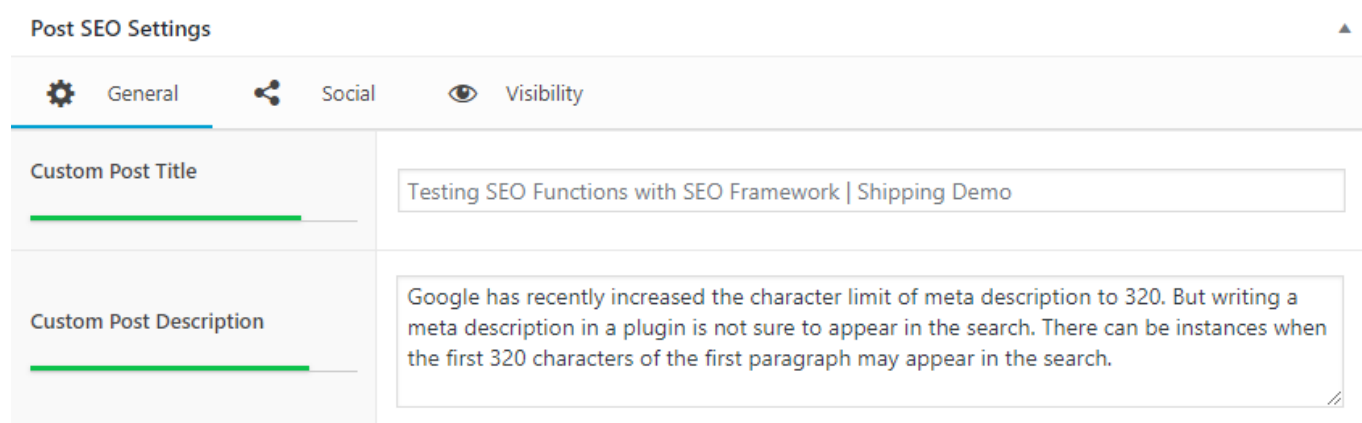 Post SEO Settings
General Social Visibility
Custom Post Title
Testing SEO Functions with SEO Framework | Shipping Demo
Custom Post Description
Google has recently increased the character limit of meta description to 320. But writing a
meta description in a plugin is not sure to appear in the search. There can be instances when
the first 320 characters of the first paragraph may appear in the search.